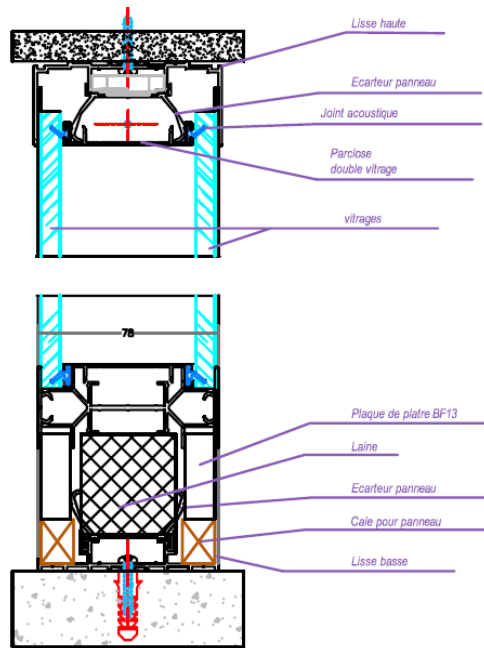 Lisse haute
Ecarteur panneau
Joint acoustique
Parclose
double vitrage
vitrages
78
Plaque de platre BF13
Laine
Ecarteur panneau
Cale pour panneau
Lisse basse